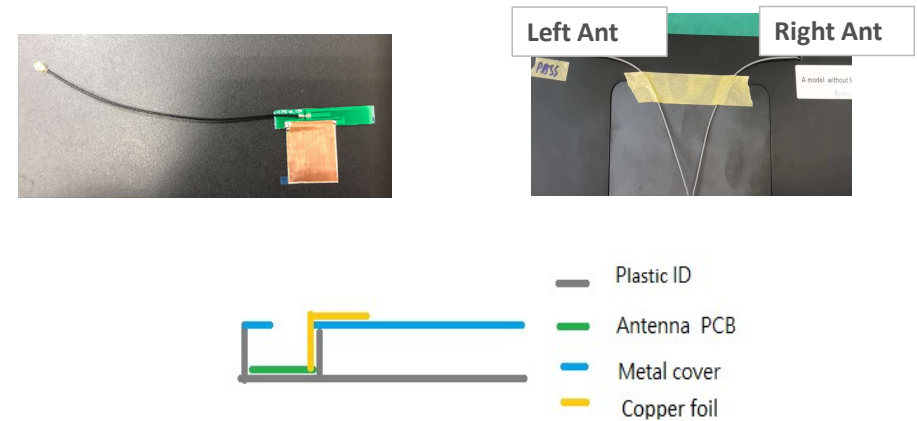 Left Ant
Right Ant
PASS
A model without
Plastic ID
Antenna PCB
Metal cover
Copper foil